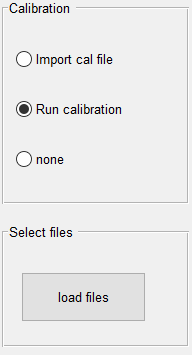 Calibration
Import cal file
Run calibration
none
Select files
load files